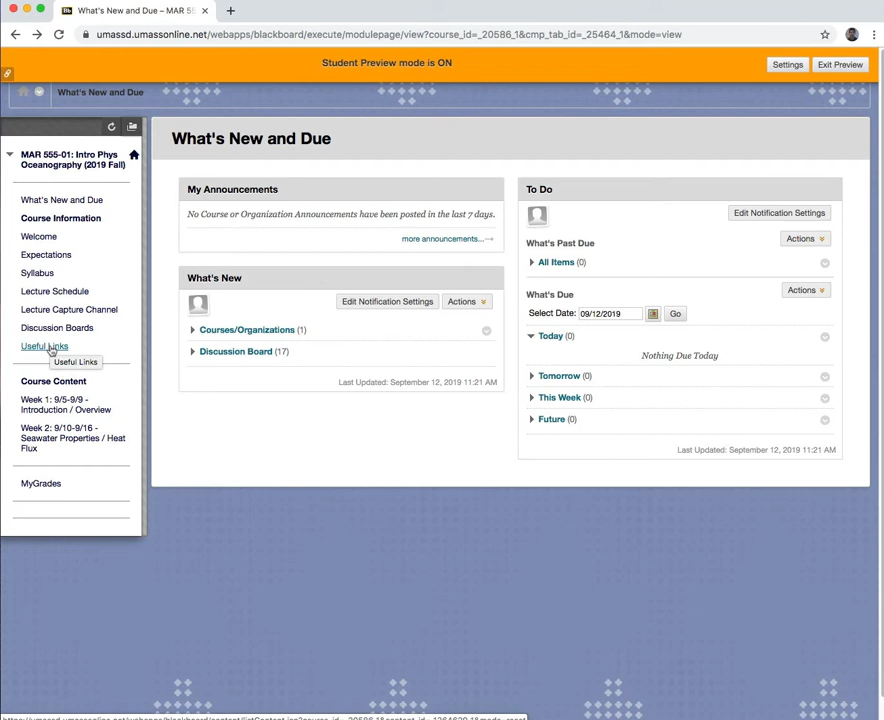 What's New and Due – MAR 55
umassd.umassonline.net/webapps/blackboard/execute/modulepage/view?course_id=_20586_1&cmp_tab_id=_25464_1&mode=view
Student Preview mode is ON
Settings
Exit Preview
What's New and Due
MAR 555-01: Intro Phys
Oceanography (2019 Fall)
What's New and Due
Course Information
Welcome
Expectations
Syllabus
Lecture Schedule
Lecture Capture Channel
Discussion Boards
Useful Links
Useful Links
Course Content
Week 1: 9/5-9/9 -
Introduction / Overview
Week 2: 9/10-9/16 -
Seawater Properties / Heat
Flux
MyGrades
What's New and Due
My Announcements
No Course or Organization Announcements have been posted in the last 7 days.
more announcements...
What's New
Edit Notification Settings
Actions
Courses/Organizations (1)
Discussion Board (17)
Last Updated: September 12, 2019 11:21 AM
To Do
Edit Notification Settings
What's Past Due
Actions
All Items (0)
What's Due
Actions
Select Date: 09/12/2019
Go
Today (0)
Nothing Due Today
Tomorrow (0)
This Week (0)
Future (0)
Last Updated: September 12, 2019 11:21 AM